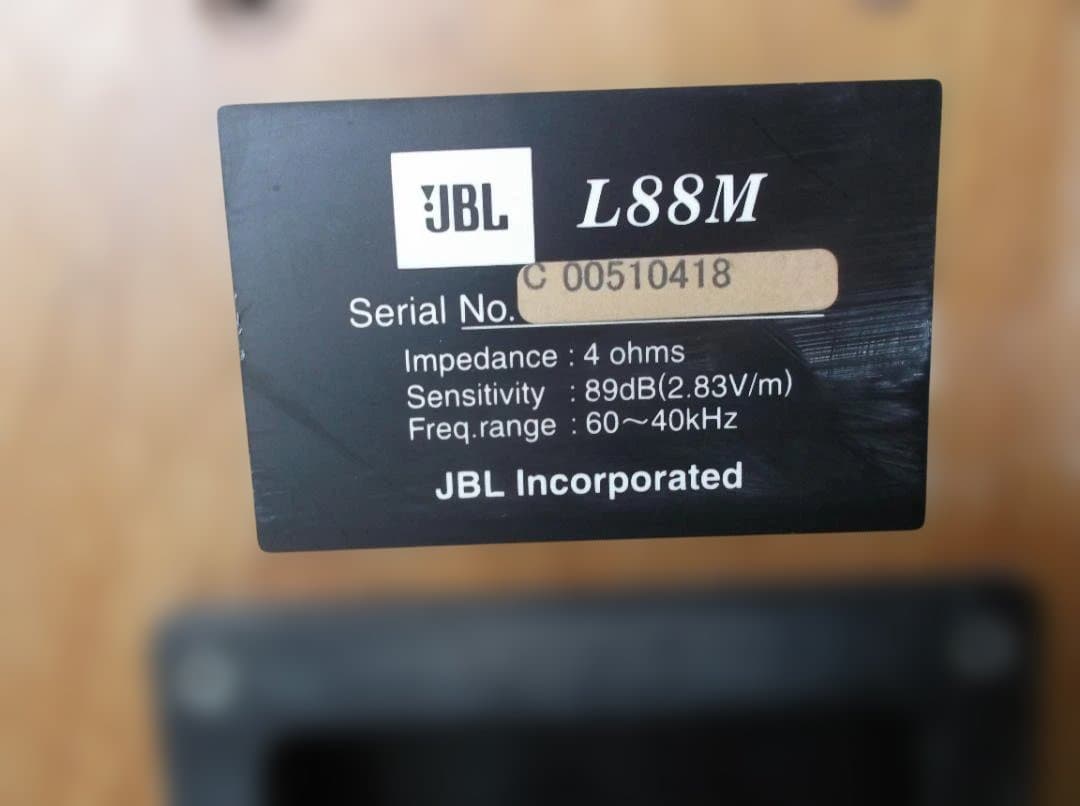 JBL L88M
C 00510418
Serial No.
Impedance : 4 ohms
Sensitivity : 89dB(2.83V/m)
Freq.range : 60～40kHz
JBL Incorporated